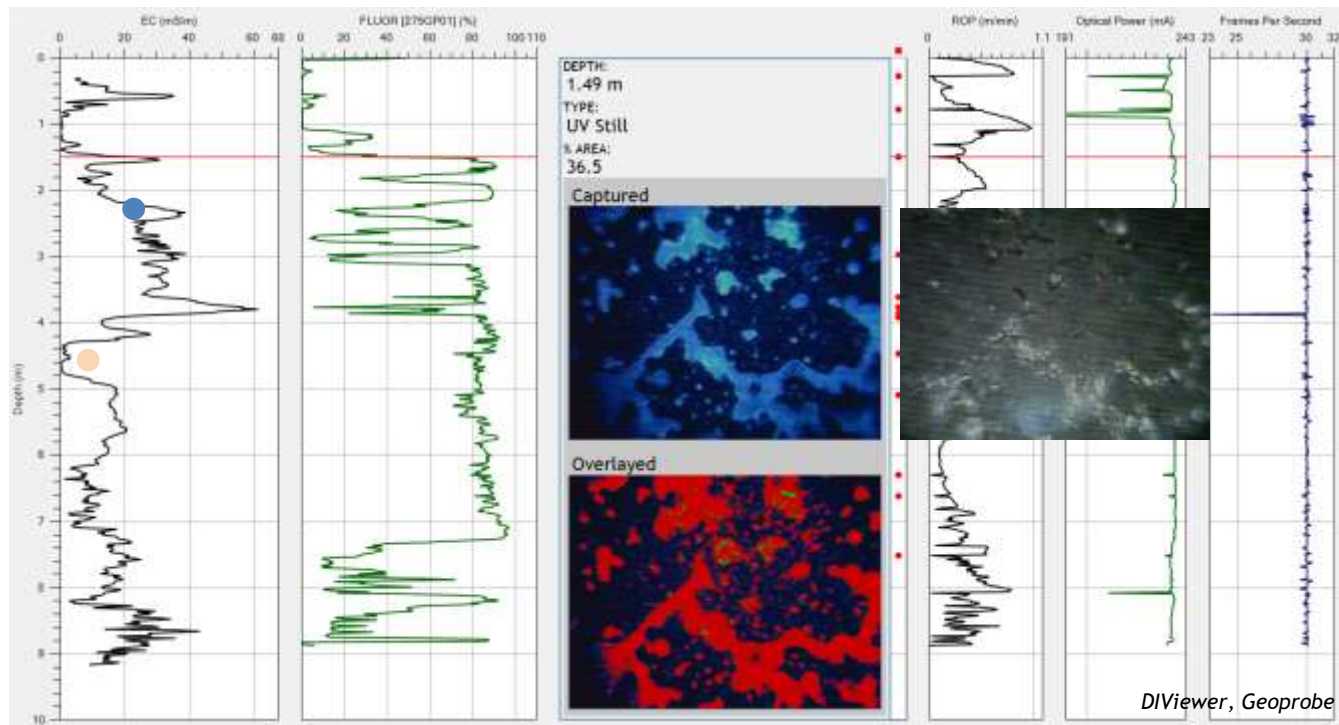 EC (mS/m)
FLUOR [275GP01] (%)
ROP (m/min)
Optical Power (mA)
Frames Per Second
0 20 40 60 68
0 20 40 60 80 100 110
0 1.1
191 243
23 25 30 32
DEPTH:
1.49 m
TYPE:
UV Still
% AREA:
36.5
Captured
Overlayed
Depth (m)
0
1
2
3
4
5
6
7
8
9
10
DIViewer, Geoprobe